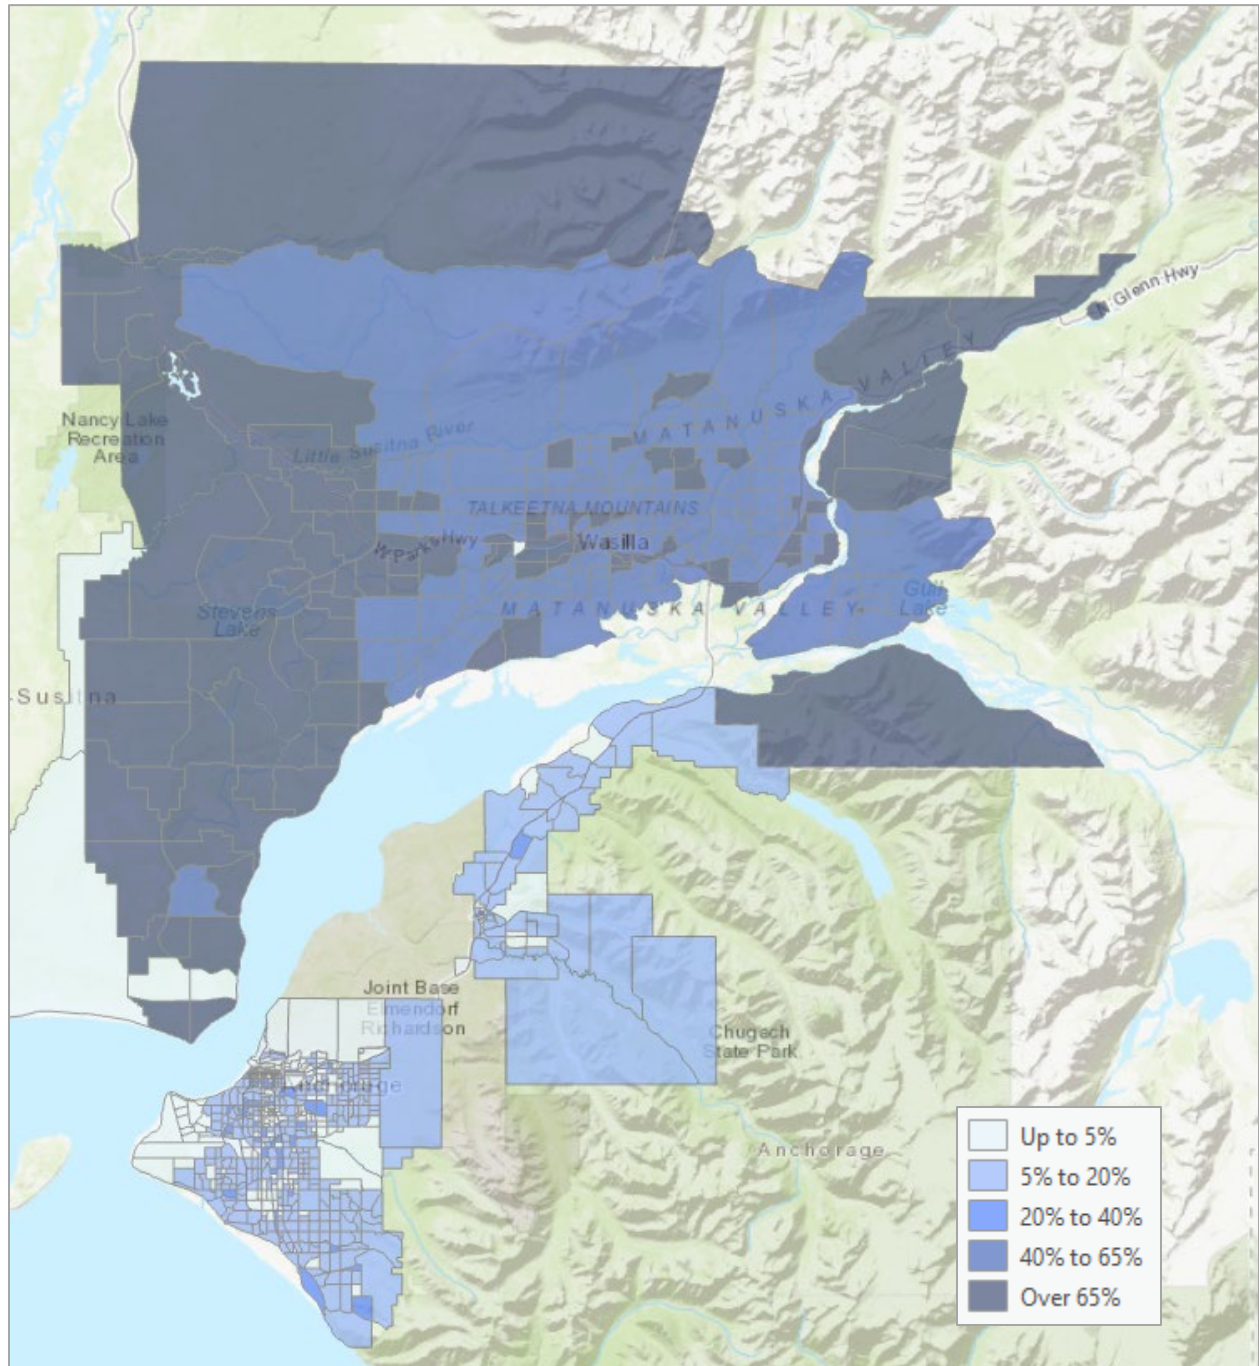 N Glenn Hwy
MATANUSKA VALLEY
Nancy Lake
Recreation
Area
Little Susitna River
TALKEETNA MOUNTAINS
W Parks Hwy
Wasilla
Stevens
Lake
MATANUSKA VALLEY
Gull
Lake
-Susitna
Joint Base
Elmendorf
Richardson
Chugach
State Park
Anchorage
Anchorage
Up to 5%
5% to 20%
20% to 40%
40% to 65%
Over 65%